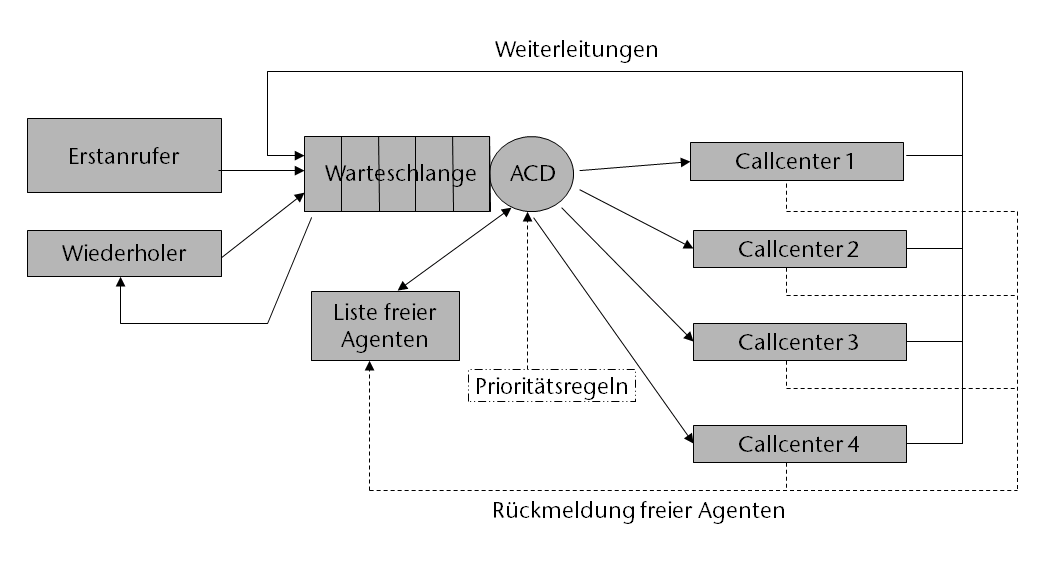 Weiterleitungen
Erstanrufer
Warteschlange
ACD
Callcenter 1
Wiederholer
Callcenter 2
Liste freier
Agenten
Callcenter 3
Prioritätsregeln
Callcenter 4
Rückmeldung freier Agenten